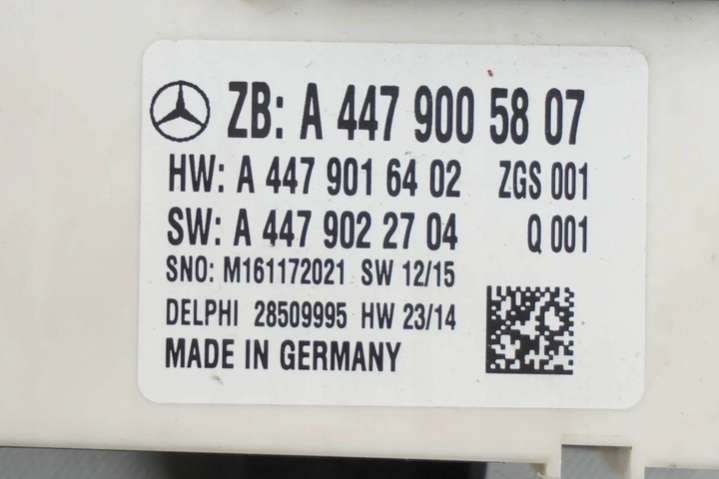 ZB: A 447 900 58 07
HW: A 447 901 64 02 ZGS 001
SW: A 447 902 27 04 Q 001
SNO: M161172021 SW 12/15
DELPHI 28509995 HW 23/14
MADE IN GERMANY